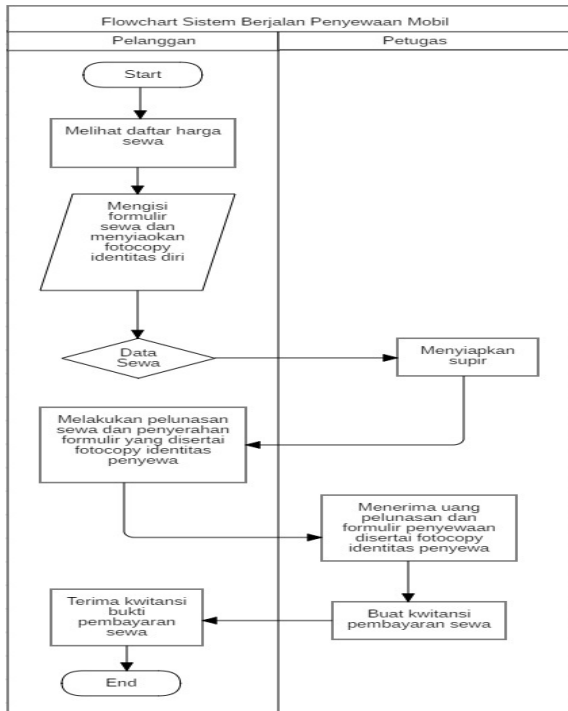 Flowchart Sistem Berjalan Penyewaan Mobil
Pelanggan
Petugas
Start
Melihat daftar harga
sewa
Mengisi
formulir
sewa dan
menyiaokan
fotocopy
identitas diri
Data
Sewa
Menyiapkan
supir
Melakukan pelunasan
sewa dan penyerahan
formulir yang disertai
fotocopy identitas
penyewa
Menerima uang
pelunasan dan
formulir penyewaan
disertai fotocopy
identitas penyewa
Buat kwitansi
pembayaran sewa
Terima kwitansi
bukti
pembayaran
sewa
End